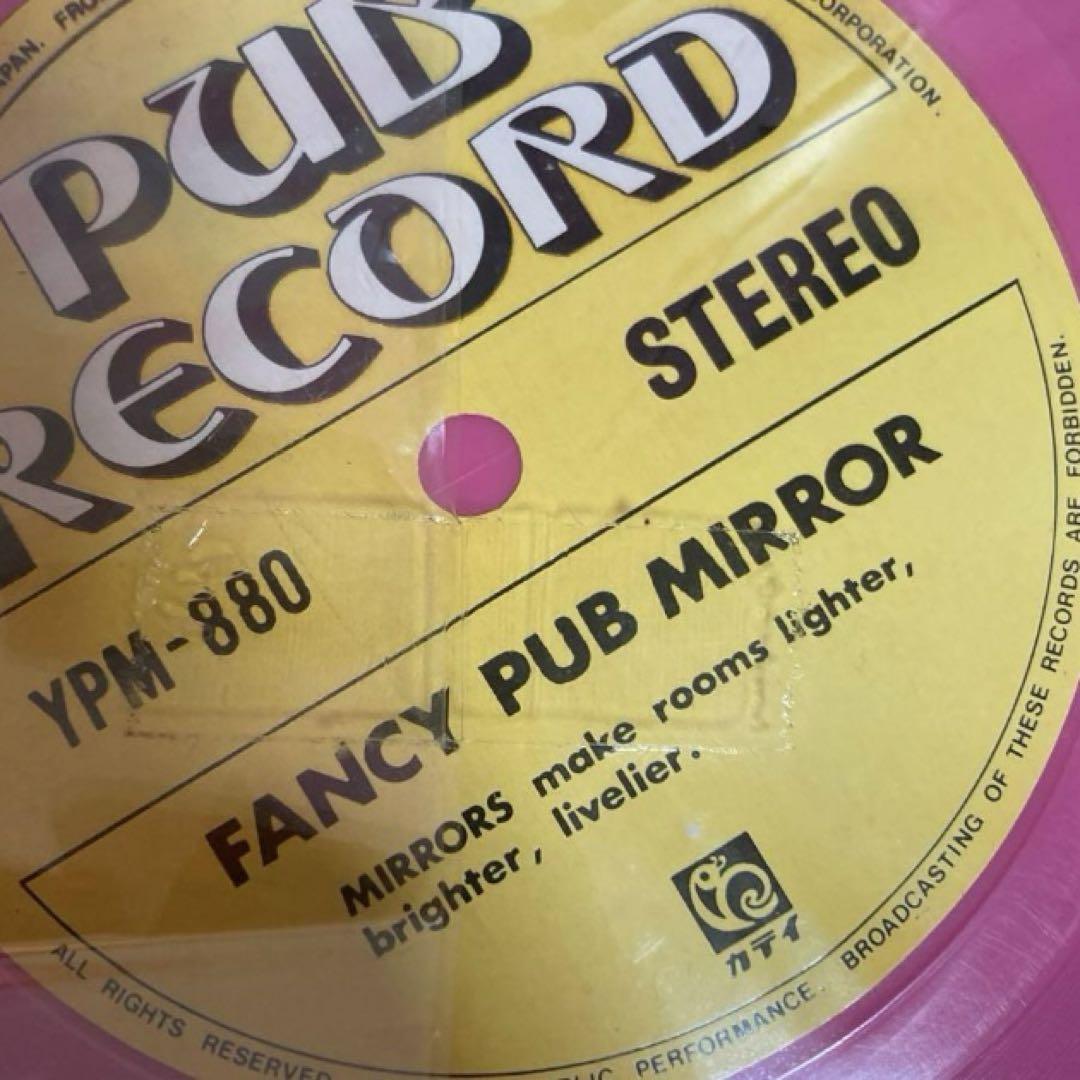 PUB
RECORD
STEREO
YPM-880
FANCY PUB MIRROR
MIRRORS make rooms lighter,
brighter, livelier.
カテイ
CORPORATION.
ALL RIGHTS RESERVED
PERFORMANCE. BROADCASTING OF THESE RECORDS ARE FORBIDDEN.